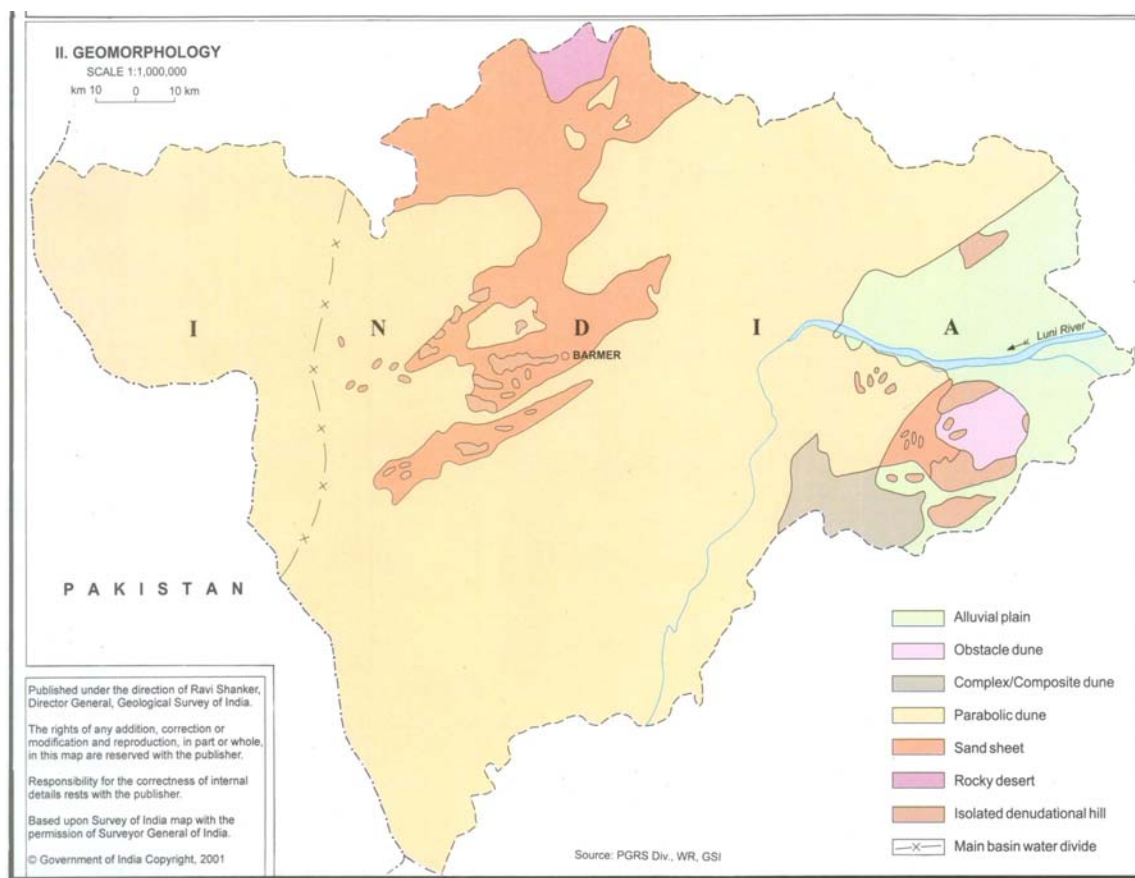 II. GEOMORPHOLOGY
SCALE 1:1,000,000
km 10 0 10 km
I N D I A
Luni River
BARMER
PAKISTAN
Alluvial plain
Obstacle dune
Complex/Composite dune
Parabolic dune
Sand sheet
Rocky desert
Isolated denudational hill
Main basin water divide
Published under the direction of Ravi Shanker,
Director General, Geological Survey of India.
The rights of any addition, correction or
modification and reproduction, in part or whole,
in this map are reserved with the publisher.
Responsibility for the correctness of internal
details rests with the publisher.
Based upon Survey of India map with the
permission of Surveyor General of India.
© Government of India Copyright, 2001
Source: PGRS Div., WR, GSI